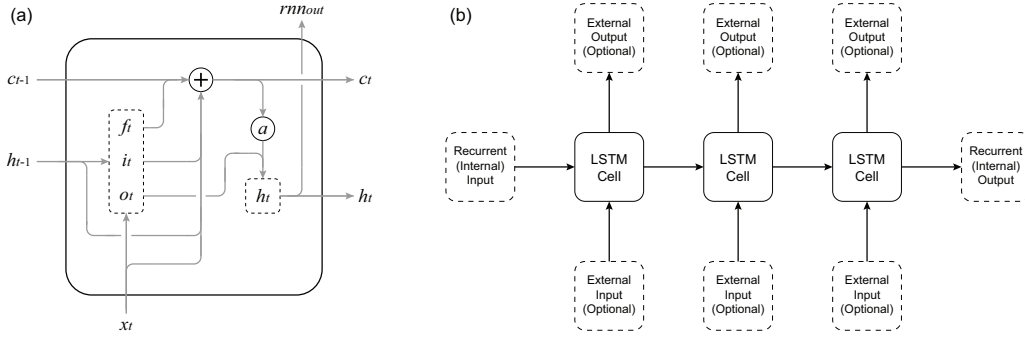 (a)
rnnout
ct-1
ct
ft
a
ht-1
it
ot
ht
ht
xt
(b)
External
Output
(Optional)
External
Output
(Optional)
External
Output
(Optional)
Recurrent
(Internal)
Input
LSTM
Cell
LSTM
Cell
LSTM
Cell
Recurrent
(Internal)
Output
External
Input
(Optional)
External
Input
(Optional)
External
Input
(Optional)